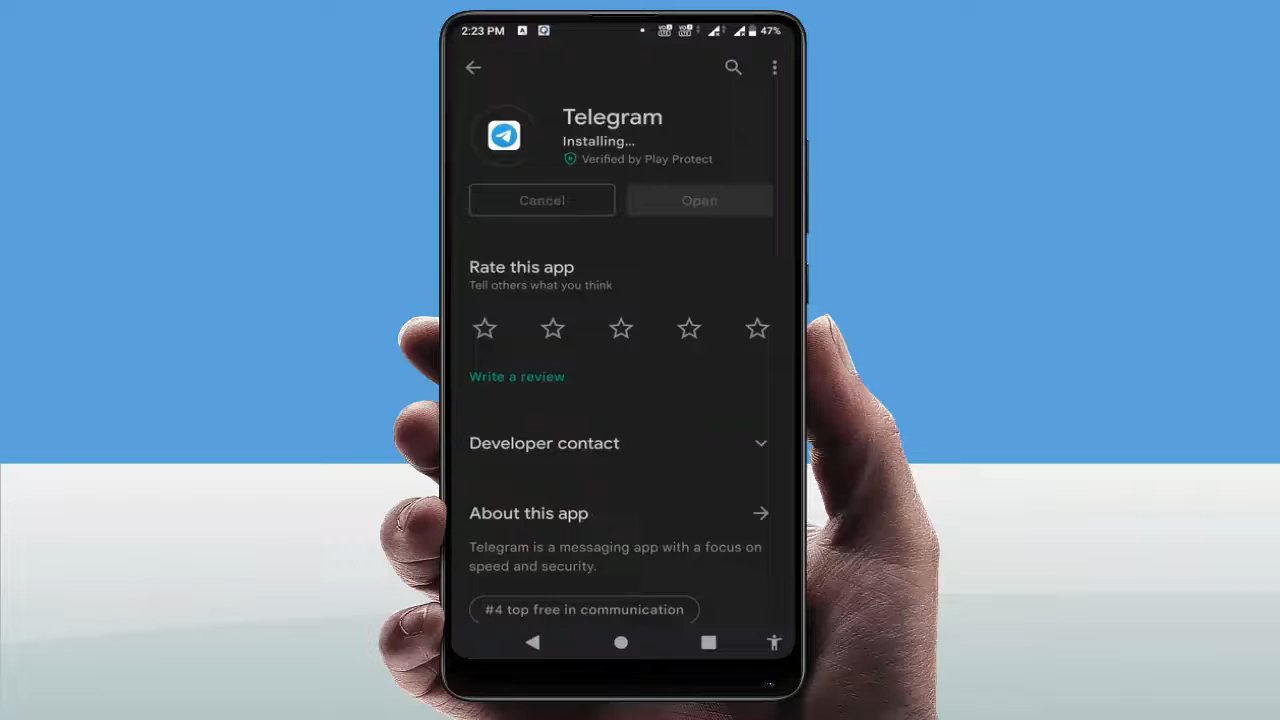 2:23 PM
47%
Telegram
Installing...
Verified by Play Protect
Cancel
Open
Rate this app
Tell others what you think
Write a review
Developer contact
About this app
Telegram is a messaging app with a focus on
speed and security.
#4 top free in communication